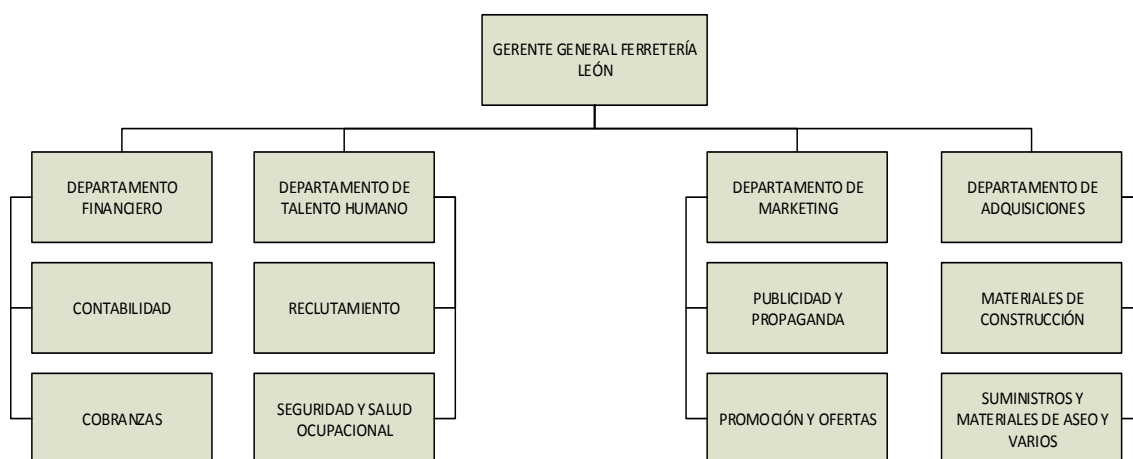 GERENTE GENERAL FERRETERÍA
LEÓN
DEPARTAMENTO
FINANCIERO
DEPARTAMENTO DE
TALENTO HUMANO
DEPARTAMENTO DE
MARKETING
DEPARTAMENTO DE
ADQUISICIONES
CONTABILIDAD
RECLUTAMIENTO
PUBLICIDAD Y
PROPAGANDA
MATERIALES DE
CONSTRUCCIÓN
COBRANZAS
SEGURIDAD Y SALUD
OCUPACIONAL
PROMOCIÓN Y OFERTAS
SUMINISTROS Y
MATERIALES DE ASEO Y
VARIOS